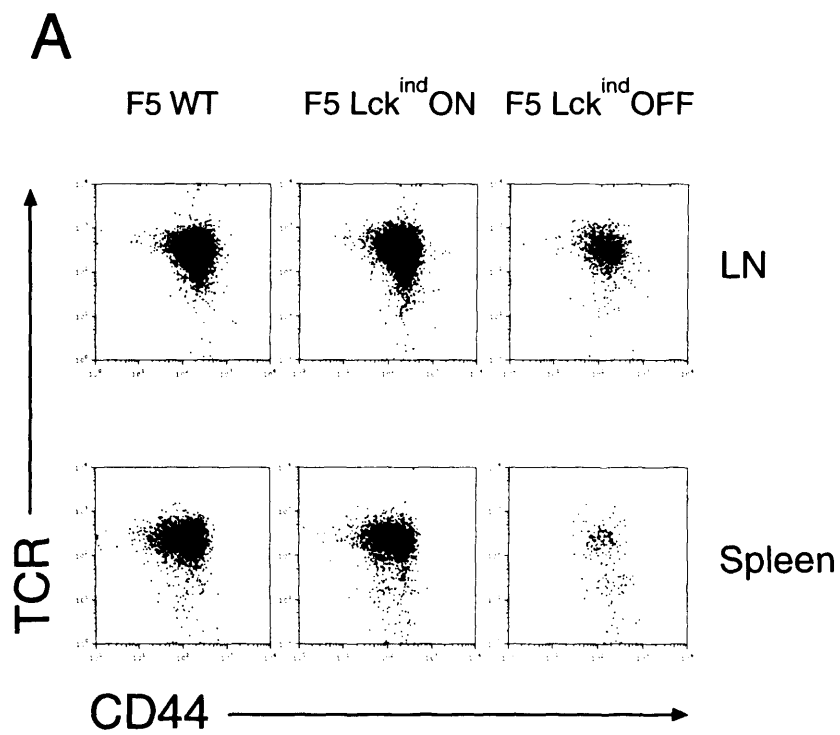 A
F5 WT
F5 Lck^ind ON
F5 Lck^ind OFF
LN
Spleen
TCR
CD44